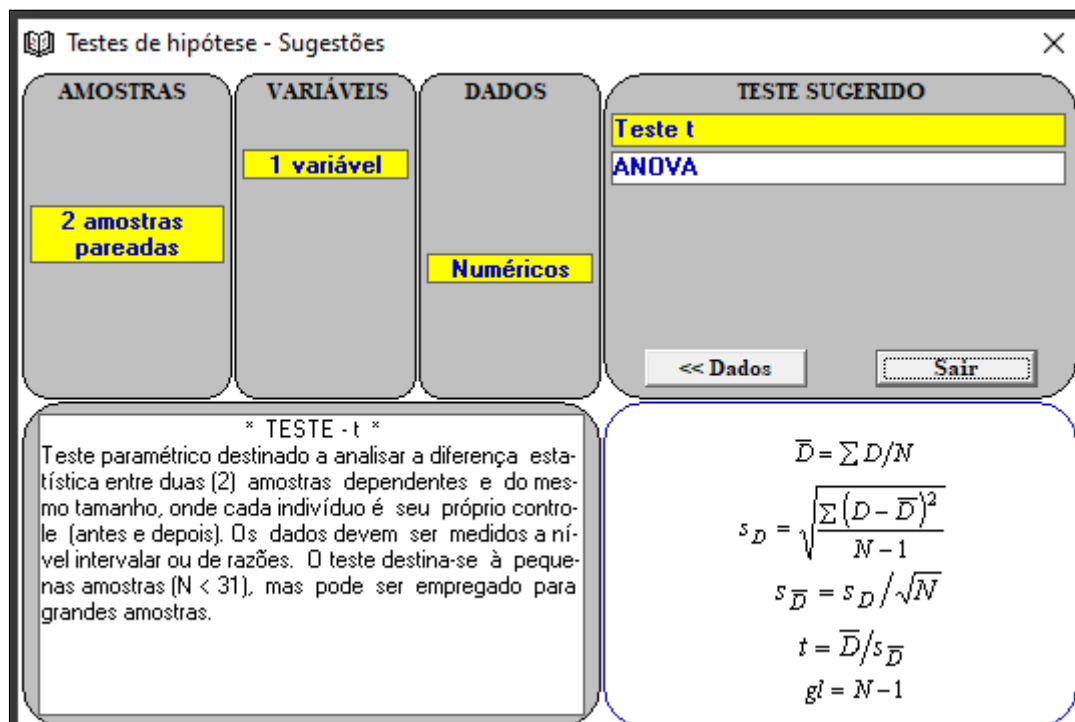 Testes de hipótese - Sugestões
AMOSTRAS
VARIÁVEIS
DADOS
TESTE SUGERIDO
2 amostras
pareadas
1 variável
Numéricos
Teste t
ANOVA
<< Dados
Sair
* TESTE - t *
Teste paramétrico destinado a analisar a diferença esta-
tística entre duas (2) amostras dependentes e do mes-
mo tamanho, onde cada indivíduo é seu próprio contro-
le (antes e depois). Os dados devem ser medidos a ní-
vel intervalar ou de razões. O teste destina-se à peque-
nas amostras (N < 31), mas pode ser empregado para
grandes amostras.
D̅ = ∑ D/N
s_D = √(∑(D − D̅)² / (N − 1))
s_D̅ = s_D/√N
t = D̅/s_D̅
gl = N − 1